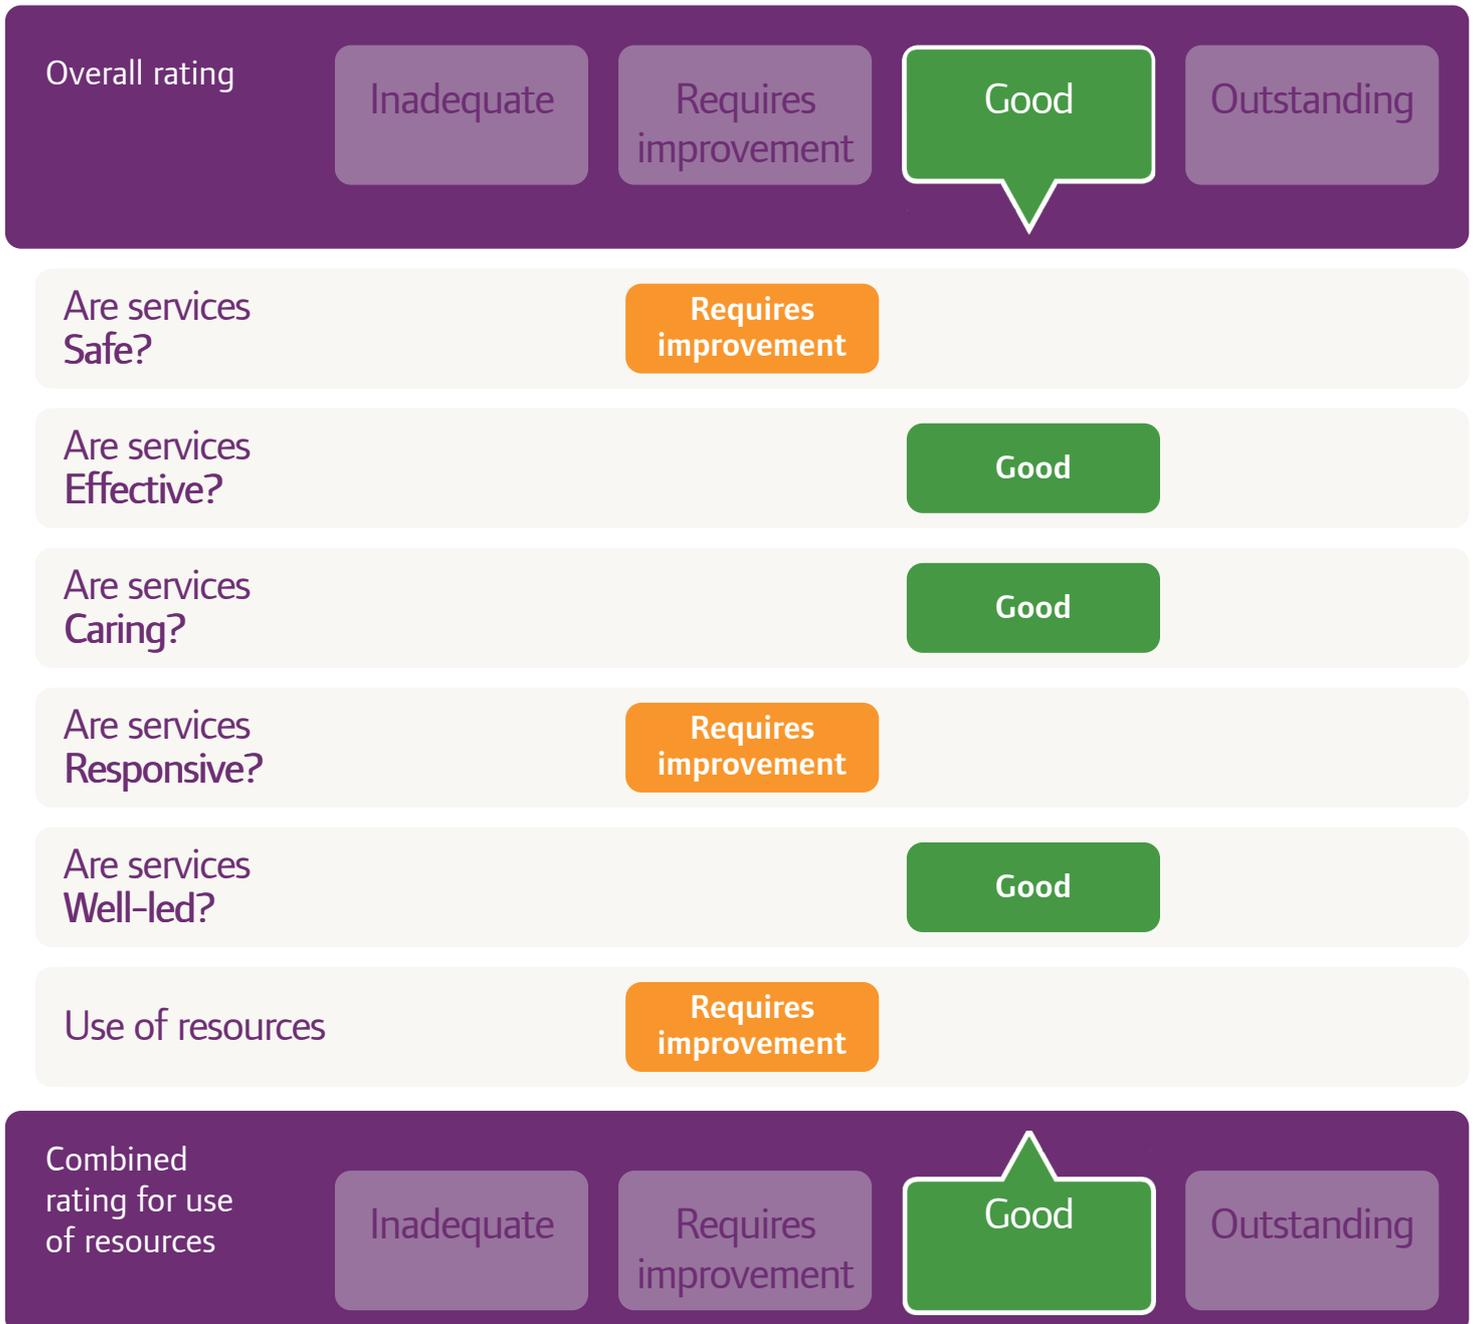 Overall rating
Inadequate
Requires
improvement
Good
Outstanding
Are services
Safe?
Requires
improvement
Are services
Effective?
Good
Are services
Caring?
Good
Are services
Responsive?
Requires
improvement
Are services
Well-led?
Good
Use of resources
Requires
improvement
Combined
rating for use
of resources
Inadequate
Requires
improvement
Good
Outstanding